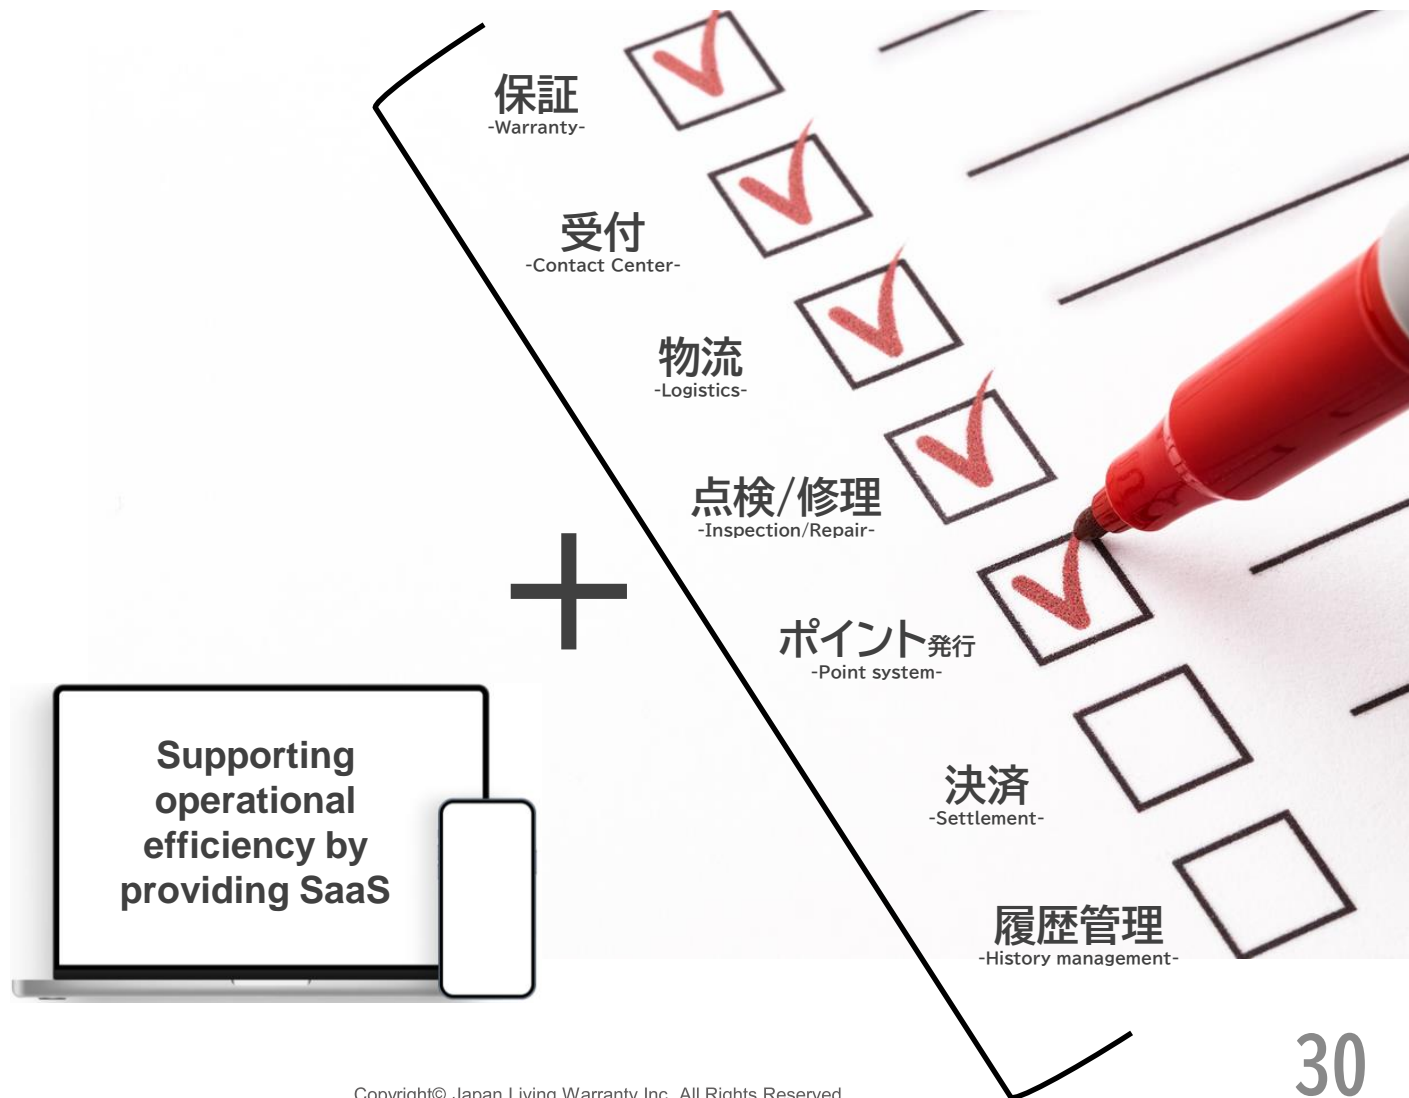 保証
-Warranty-
受付
-Contact Center-
物流
-Logistics-
点検/修理
-Inspection/Repair-
ポイント発行
-Point system-
決済
-Settlement-
履歴管理
-History management-
Supporting
operational
efficiency by
providing SaaS
30
Copyright© Japan Living Warranty Inc. All Rights Reserved